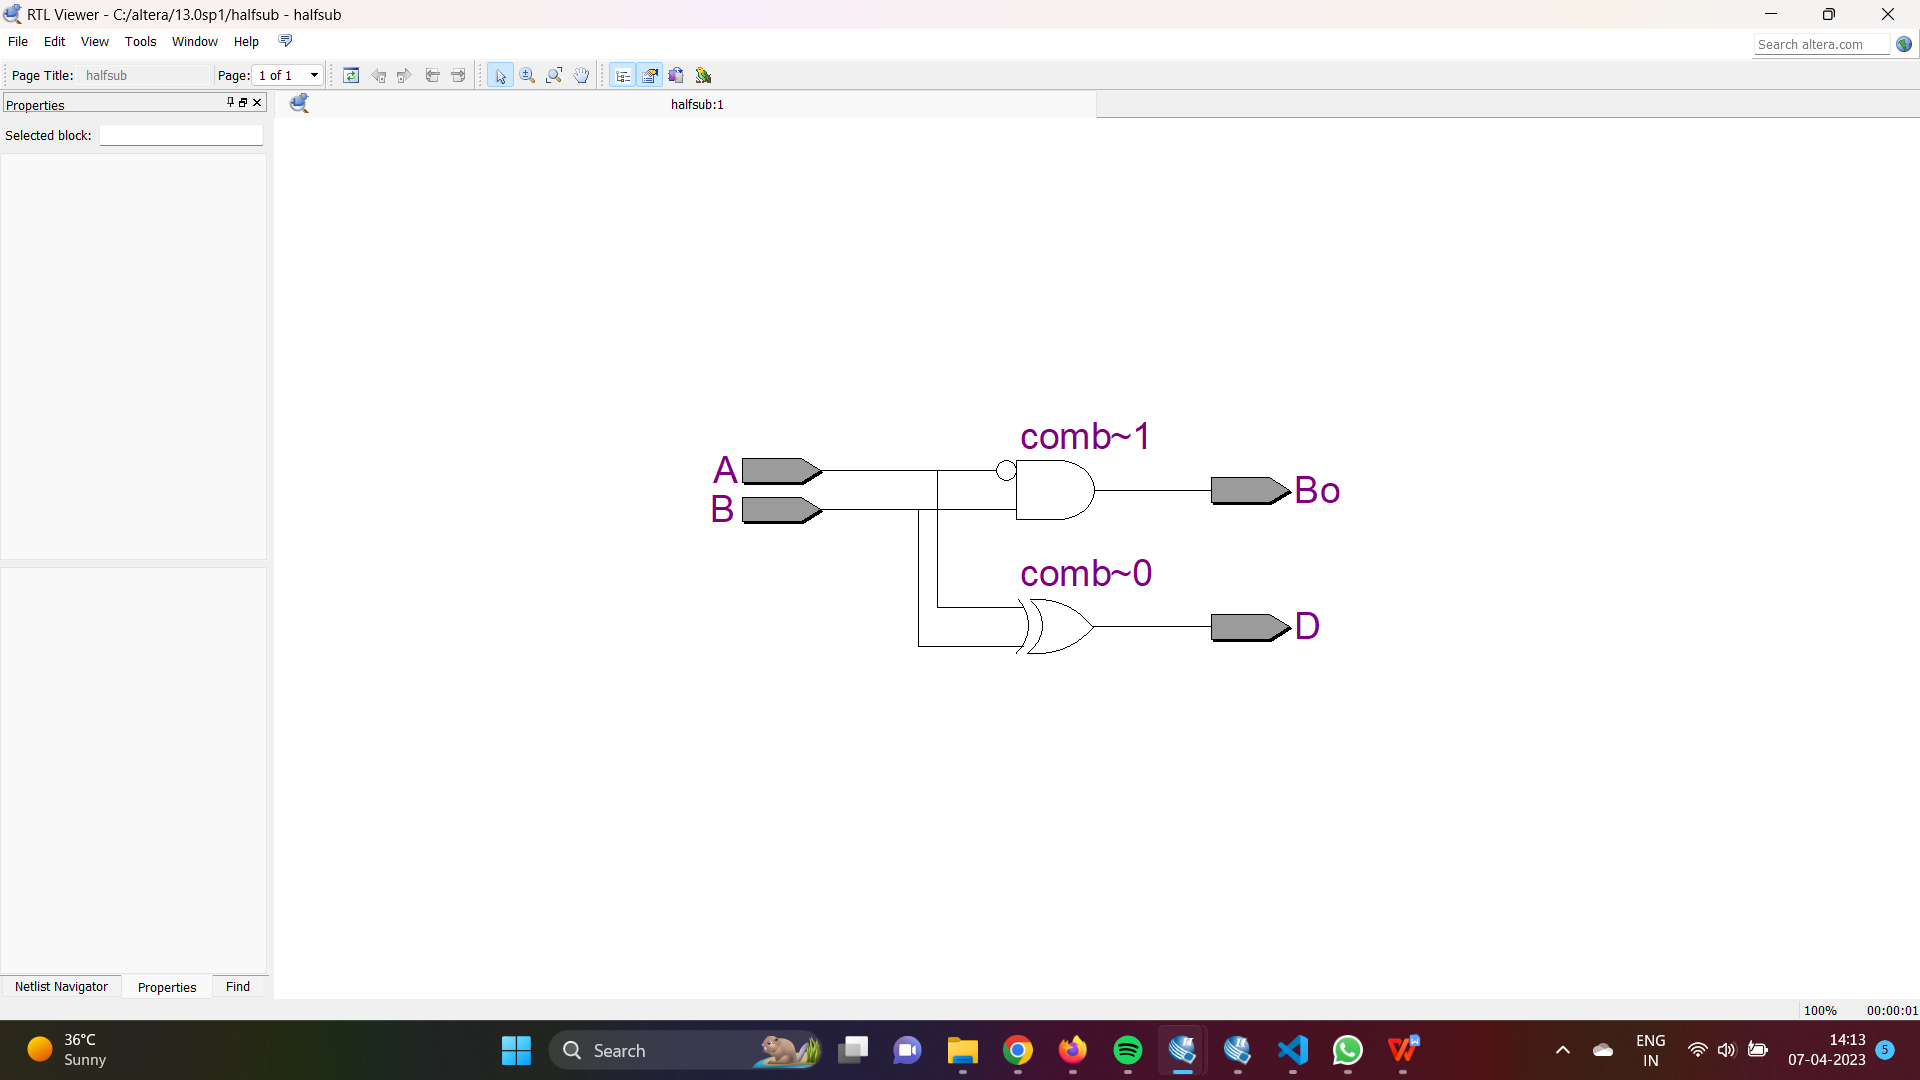 RTL Viewer - C:/altera/13.0sp1/halfsub - halfsub
File Edit View Tools Window Help
Search altera.com
Page Title: halfsub Page: 1 of 1
Properties
halfsub:1
Selected block:
comb~1
A
Bo
B
comb~0
D
Netlist Navigator Properties Find
100% 00:00:01
36°C
Sunny
Search
ENG
IN
14:13
07-04-2023
5